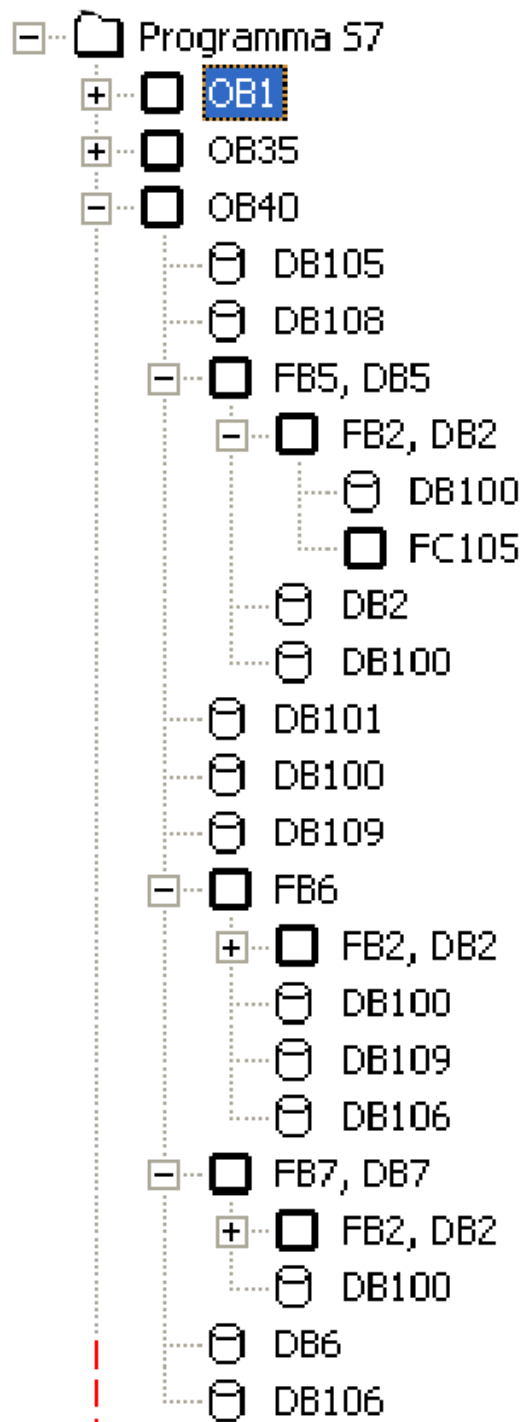 Programma S7
OB1
OB35
OB40
DB105
DB108
FB5, DB5
FB2, DB2
DB100
FC105
DB2
DB100
DB101
DB100
DB109
FB6
FB2, DB2
DB100
DB109
DB106
FB7, DB7
FB2, DB2
DB100
DB6
DB106